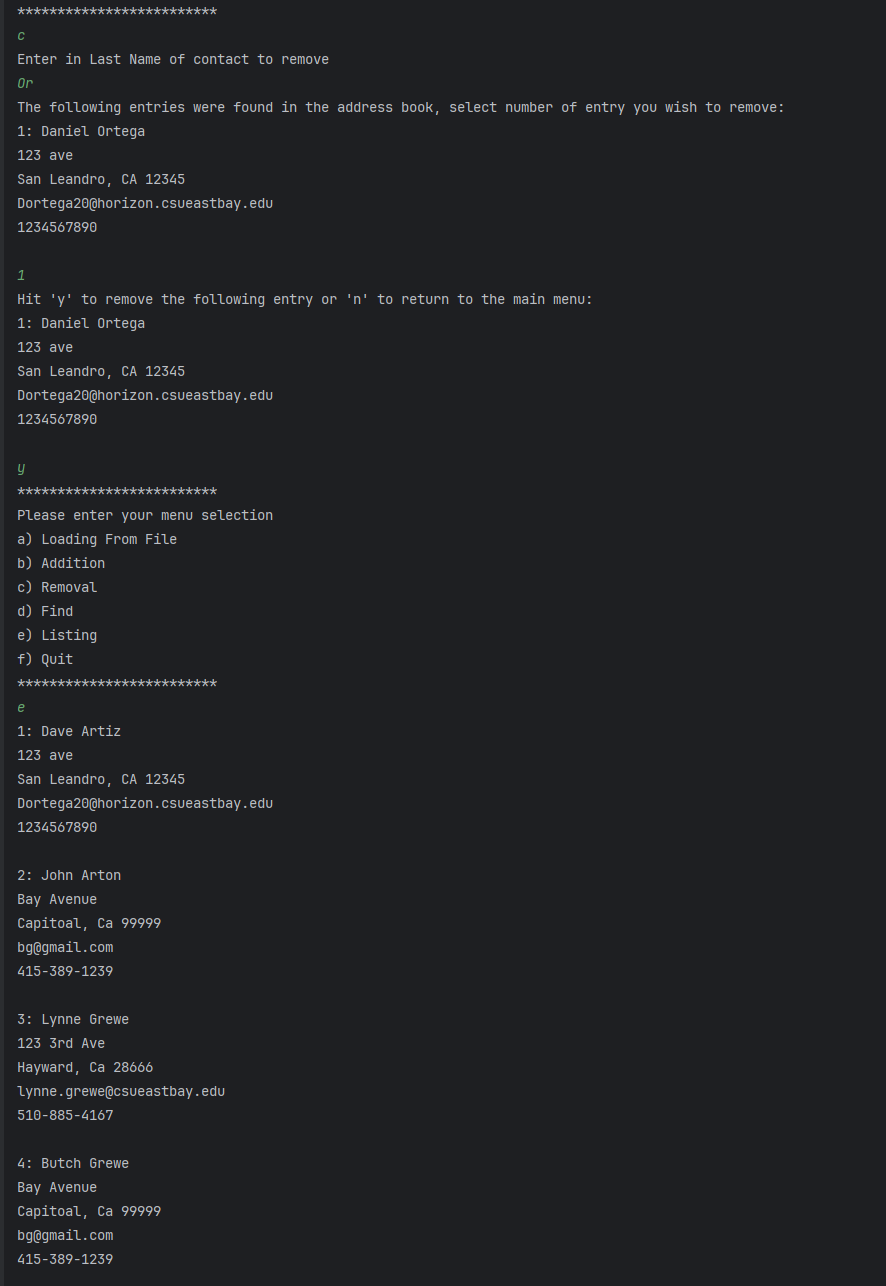 *************************
c
Enter in Last Name of contact to remove
Or
The following entries were found in the address book, select number of entry you wish to remove:
1: Daniel Ortega
123 ave
San Leandro, CA 12345
Dortega20@horizon.csueastbay.edu
1234567890
1
Hit 'y' to remove the following entry or 'n' to return to the main menu:
1: Daniel Ortega
123 ave
San Leandro, CA 12345
Dortega20@horizon.csueastbay.edu
1234567890
y
*************************
Please enter your menu selection
a) Loading From File
b) Addition
c) Removal
d) Find
e) Listing
f) Quit
*************************
e
1: Dave Artiz
123 ave
San Leandro, CA 12345
Dortega20@horizon.csueastbay.edu
1234567890
2: John Arton
Bay Avenue
Capitoal, Ca 99999
bg@gmail.com
415-389-1239
3: Lynne Grewe
123 3rd Ave
Hayward, Ca 28666
lynne.grewe@csueastbay.edu
510-885-4167
4: Butch Grewe
Bay Avenue
Capitoal, Ca 99999
bg@gmail.com
415-389-1239